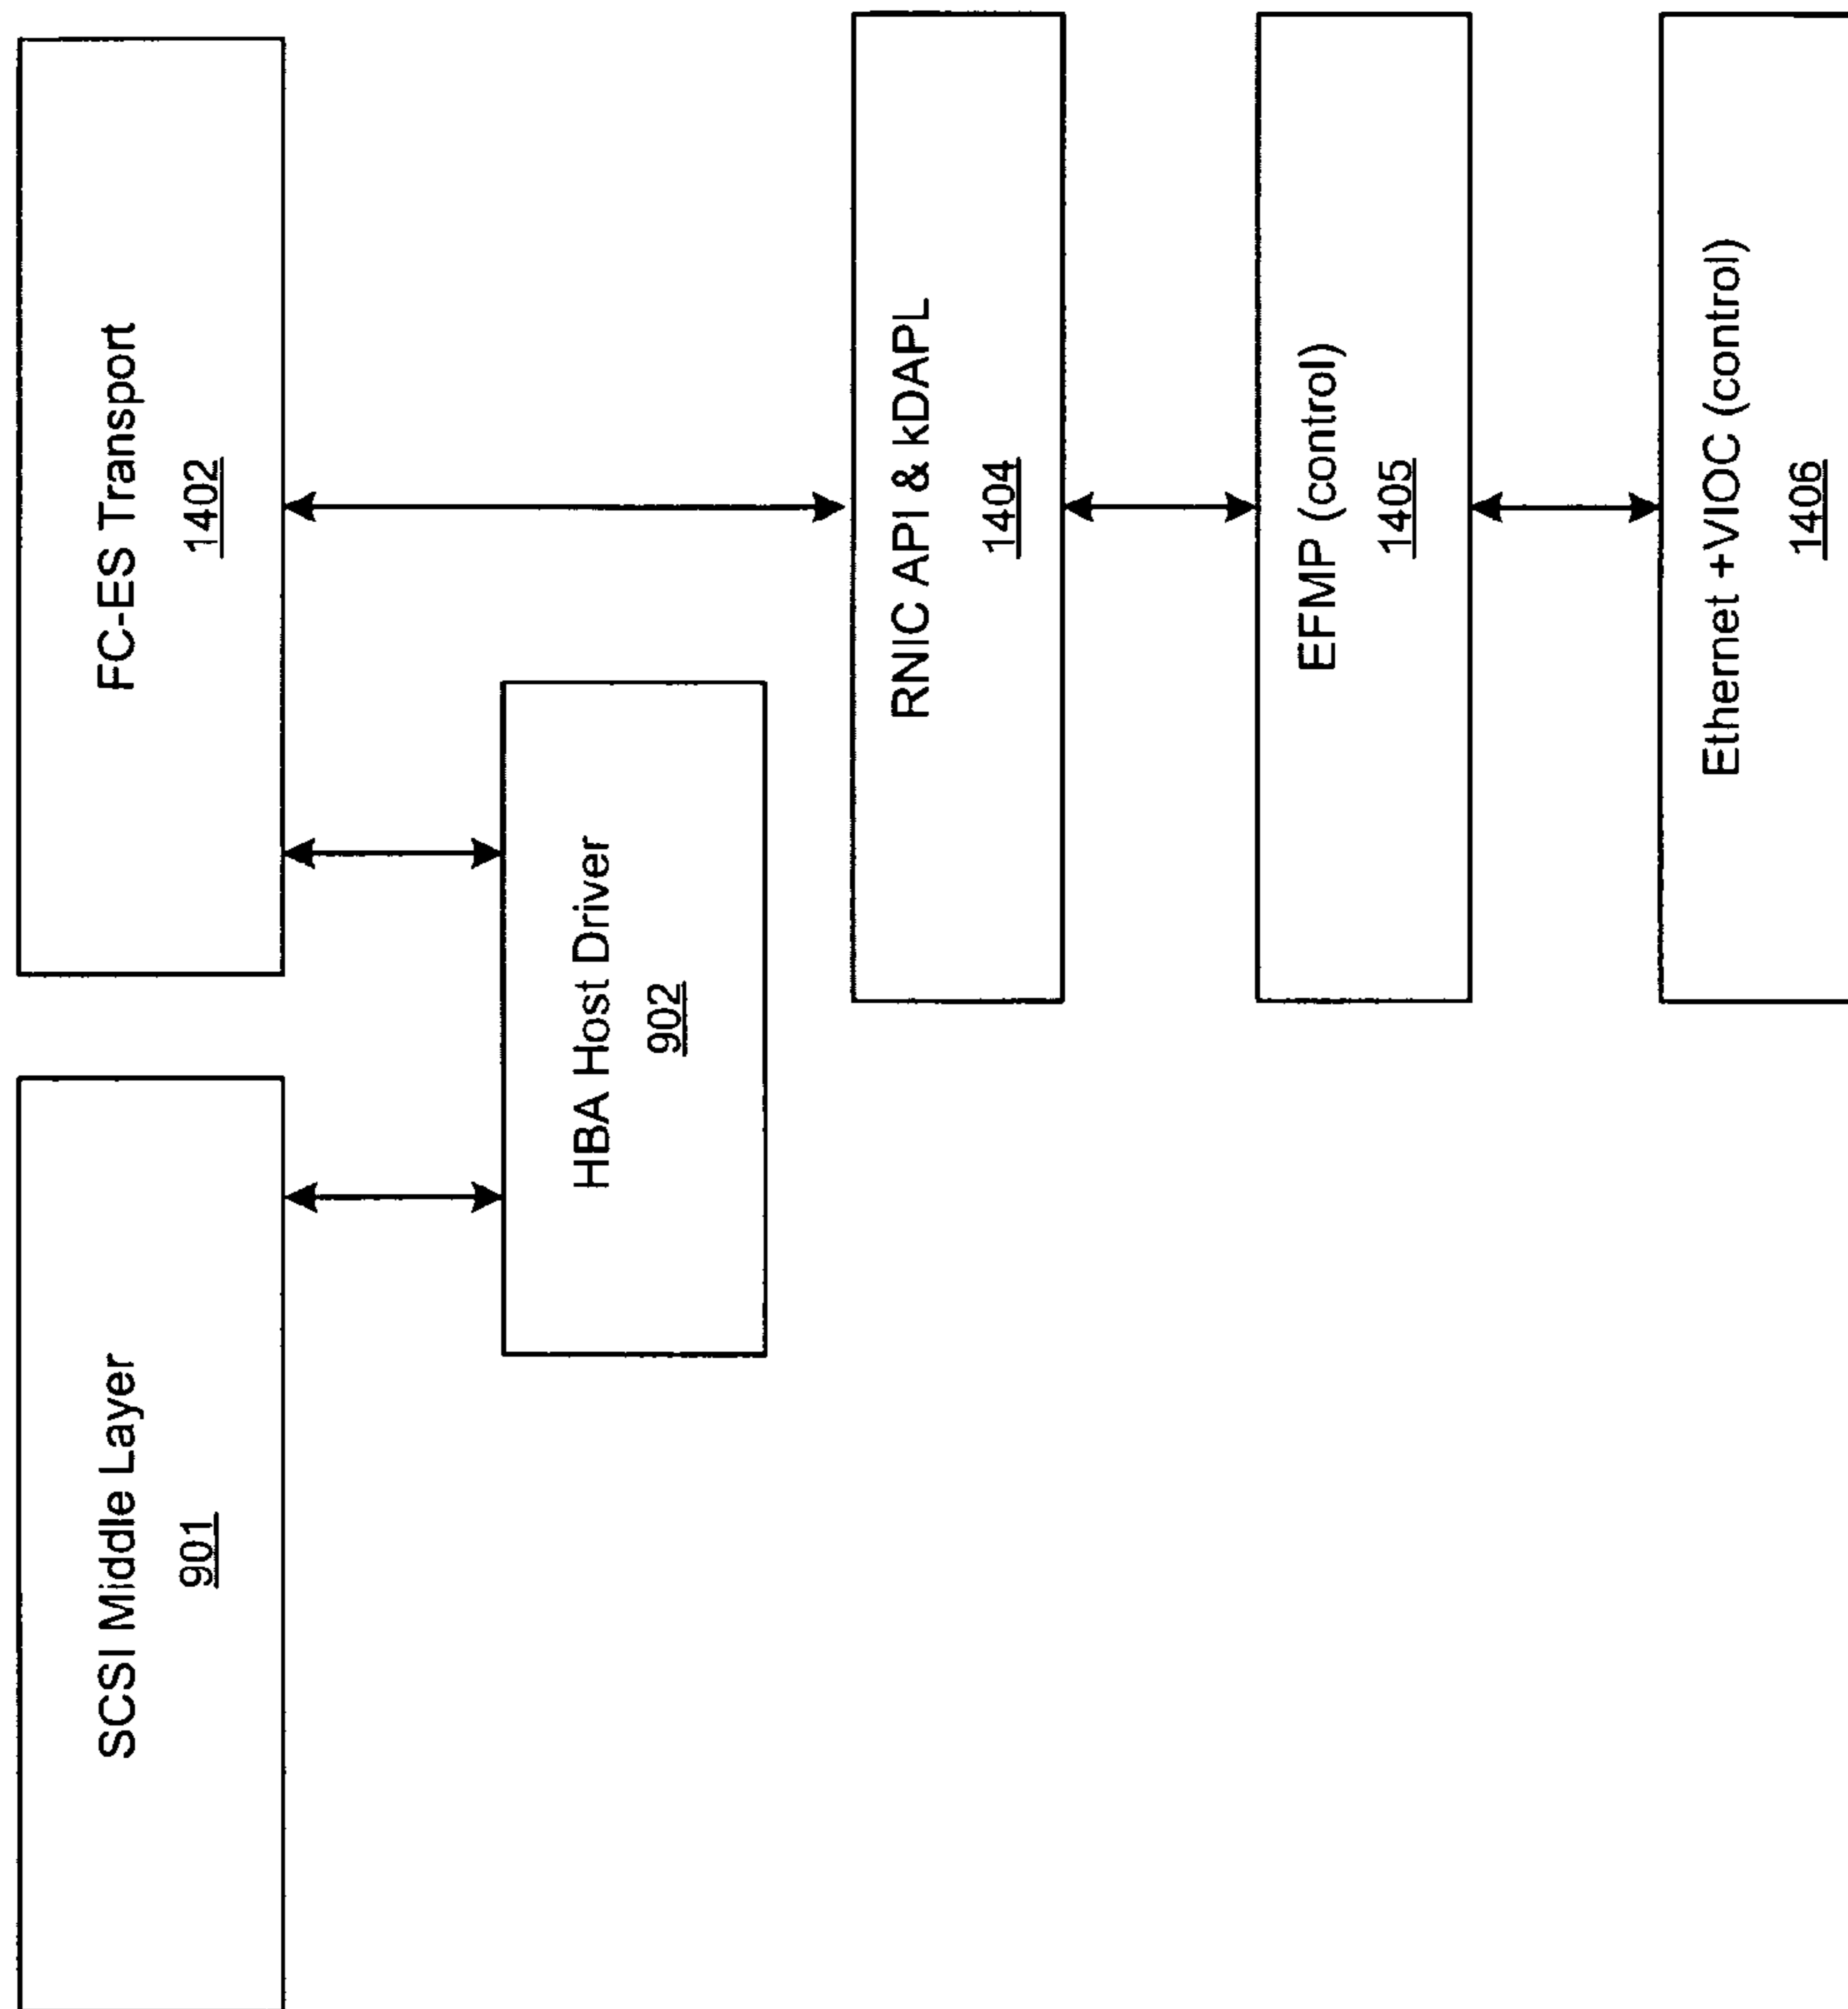 SCSI Middle Layer
901
FC-ES Transport
1402
HBA Host Driver
902
RNIC API & kDAPL
1404
EFMP (control)
1405
Ethernet +VIOC (control)
1406